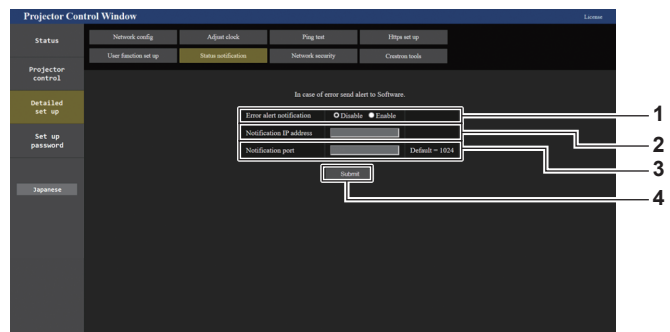 Projector Control Window
License
Status
Network config
Adjust clock
Ping test
Https set up
User function set up
Status notification
Network security
Crestron tools
Projector
control
Detailed
set up
Set up
password
Japanese
In case of error send alert to Software.
Error alert notification
Disable
Enable
Notification IP address
Notification port
Default = 1024
Submit
1
2
3
4